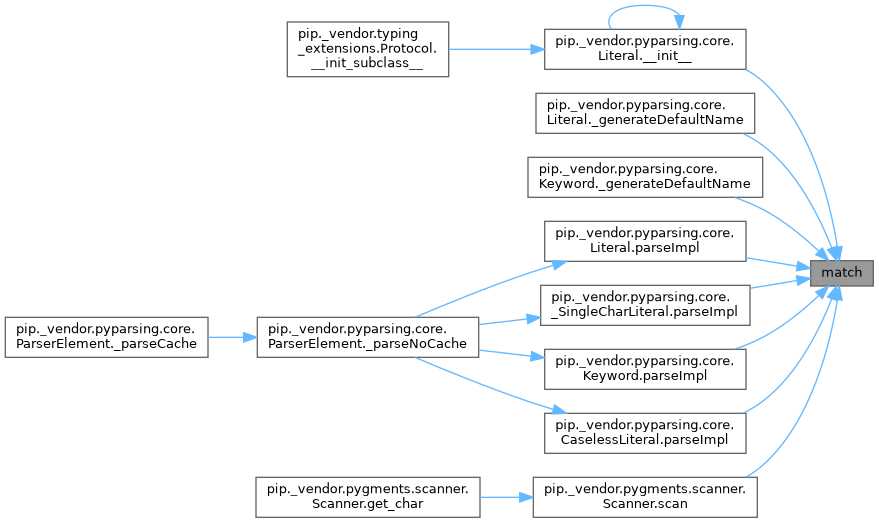 pip._vendor.typing
_extensions.Protocol.
__init_subclass__
pip._vendor.pyparsing.core.
Literal.__init__
pip._vendor.pyparsing.core.
Literal._generateDefaultName
pip._vendor.pyparsing.core.
Keyword._generateDefaultName
pip._vendor.pyparsing.core.
Literal.parseImpl
match
pip._vendor.pyparsing.core.
_SingleCharLiteral.parseImpl
pip._vendor.pyparsing.core.
ParserElement._parseCache
pip._vendor.pyparsing.core.
ParserElement._parseNoCache
pip._vendor.pyparsing.core.
Keyword.parseImpl
pip._vendor.pyparsing.core.
CaselessLiteral.parseImpl
pip._vendor.pygments.scanner.
Scanner.get_char
pip._vendor.pygments.scanner.
Scanner.scan